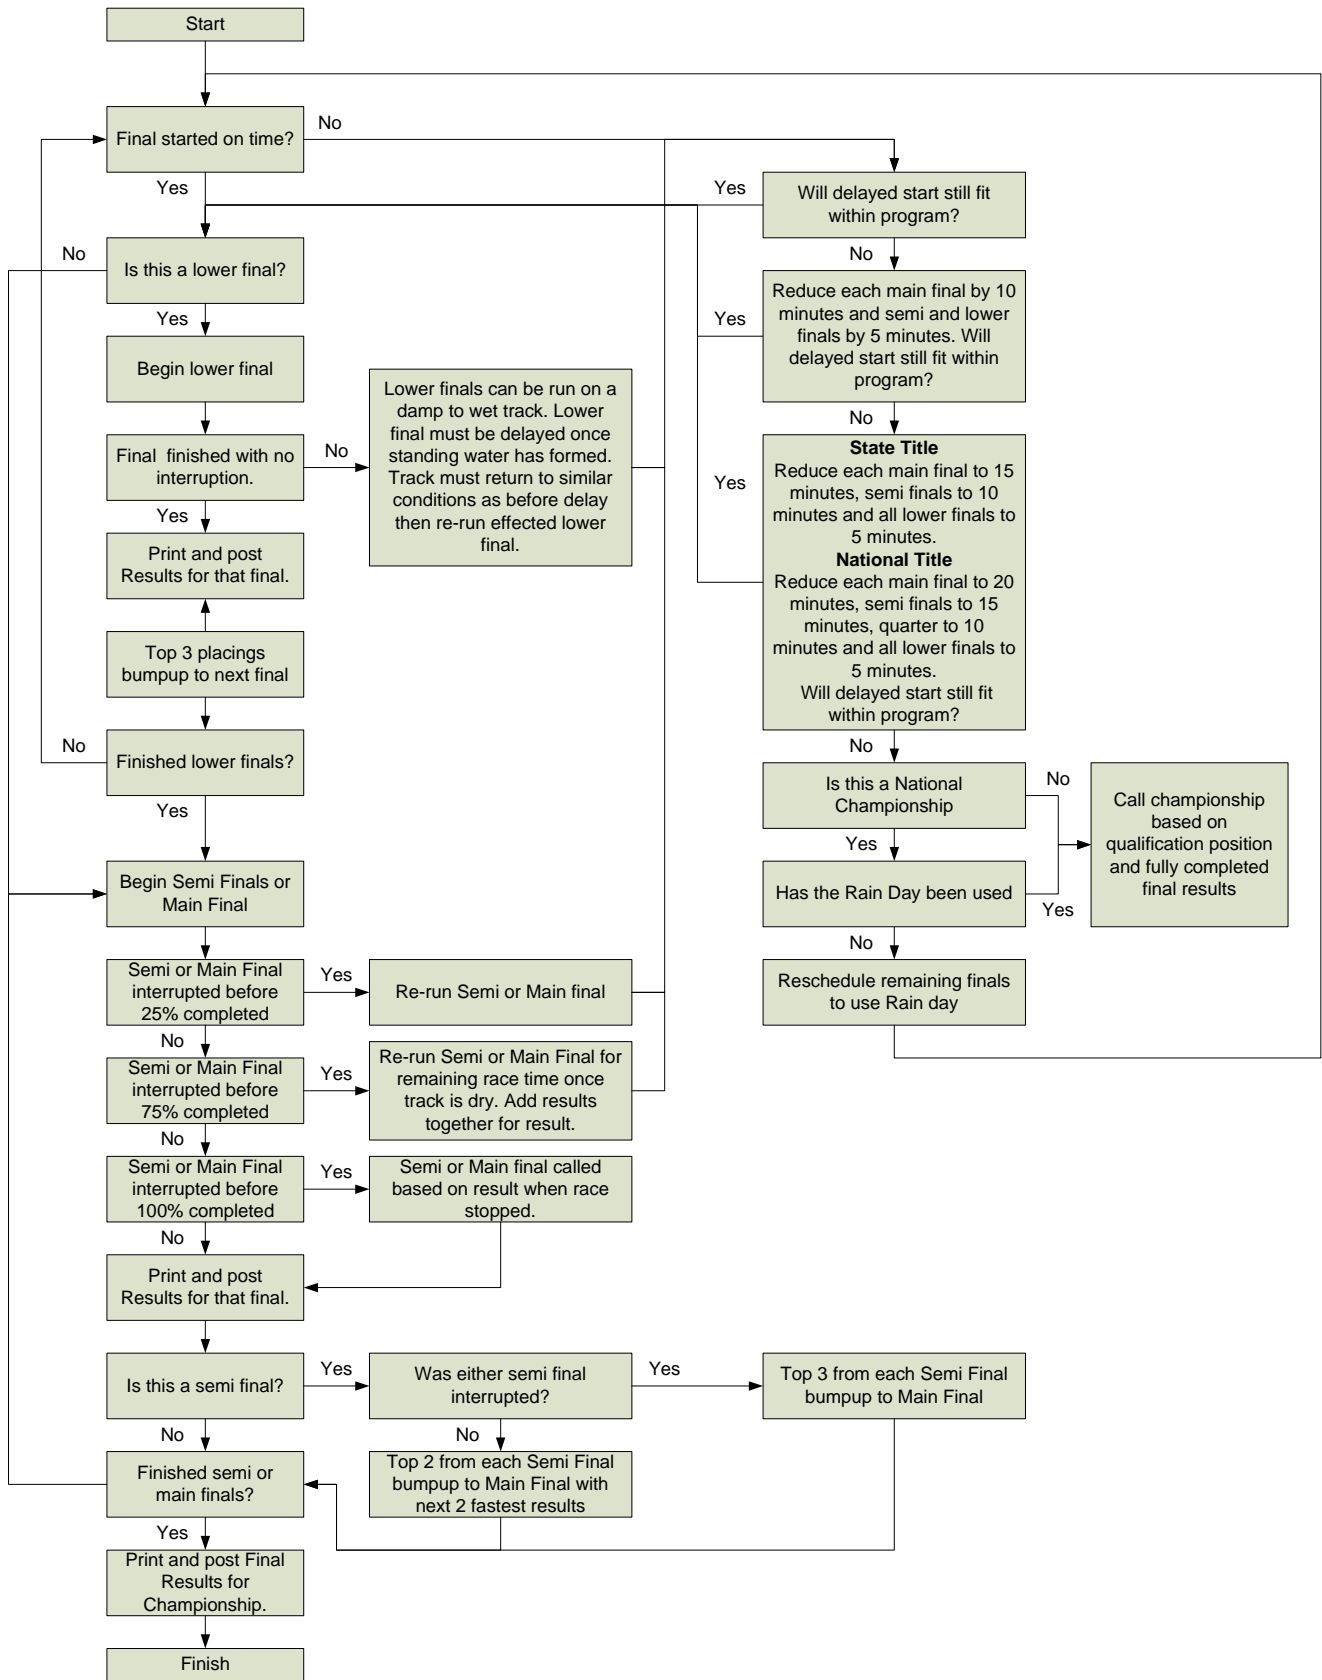 Start
Final started on time?
No
Yes
Will delayed start still fit
within program?
Yes
No
Is this a lower final?
No
Yes
Reduce each main final by 10
minutes and semi and lower
finals by 5 minutes. Will
delayed start still fit within
program?
Yes
No
Begin lower final
Lower finals can be run on a
damp to wet track. Lower
final must be delayed once
standing water has formed.
Track must return to similar
conditions as before delay
then re-run effected lower
final.
Final  finished with no
interruption.
No
Yes
State Title
Reduce each main final to 15
minutes, semi finals to 10
minutes and all lower finals to
5 minutes.
National Title
Reduce each main final to 20
minutes, semi finals to 15
minutes, quarter to 10
minutes and all lower finals to
5 minutes.
Will delayed start still fit
within program?
Yes
No
Print and post
Results for that final.
Top 3 placings
bumpup to next final
Finished lower finals?
No
Yes
Is this a National
Championship
No
Yes
Call championship
based on
qualification position
and fully completed
final results
Has the Rain Day been used
Yes
No
Reschedule remaining finals
to use Rain day
Begin Semi Finals or
Main Final
Semi or Main Final
interrupted before
25% completed
Yes
No
Re-run Semi or Main final
Semi or Main Final
interrupted before
75% completed
Yes
No
Re-run Semi or Main Final for
remaining race time once
track is dry. Add results
together for result.
Semi or Main Final
interrupted before
100% completed
Yes
No
Semi or Main final called
based on result when race
stopped.
Print and post
Results for that final.
Is this a semi final?
Yes
No
Was either semi final
interrupted?
Yes
No
Top 3 from each Semi Final
bumpup to Main Final
Top 2 from each Semi Final
bumpup to Main Final with
next 2 fastest results
Finished semi or
main finals?
Yes
Print and post Final
Results for
Championship.
Finish